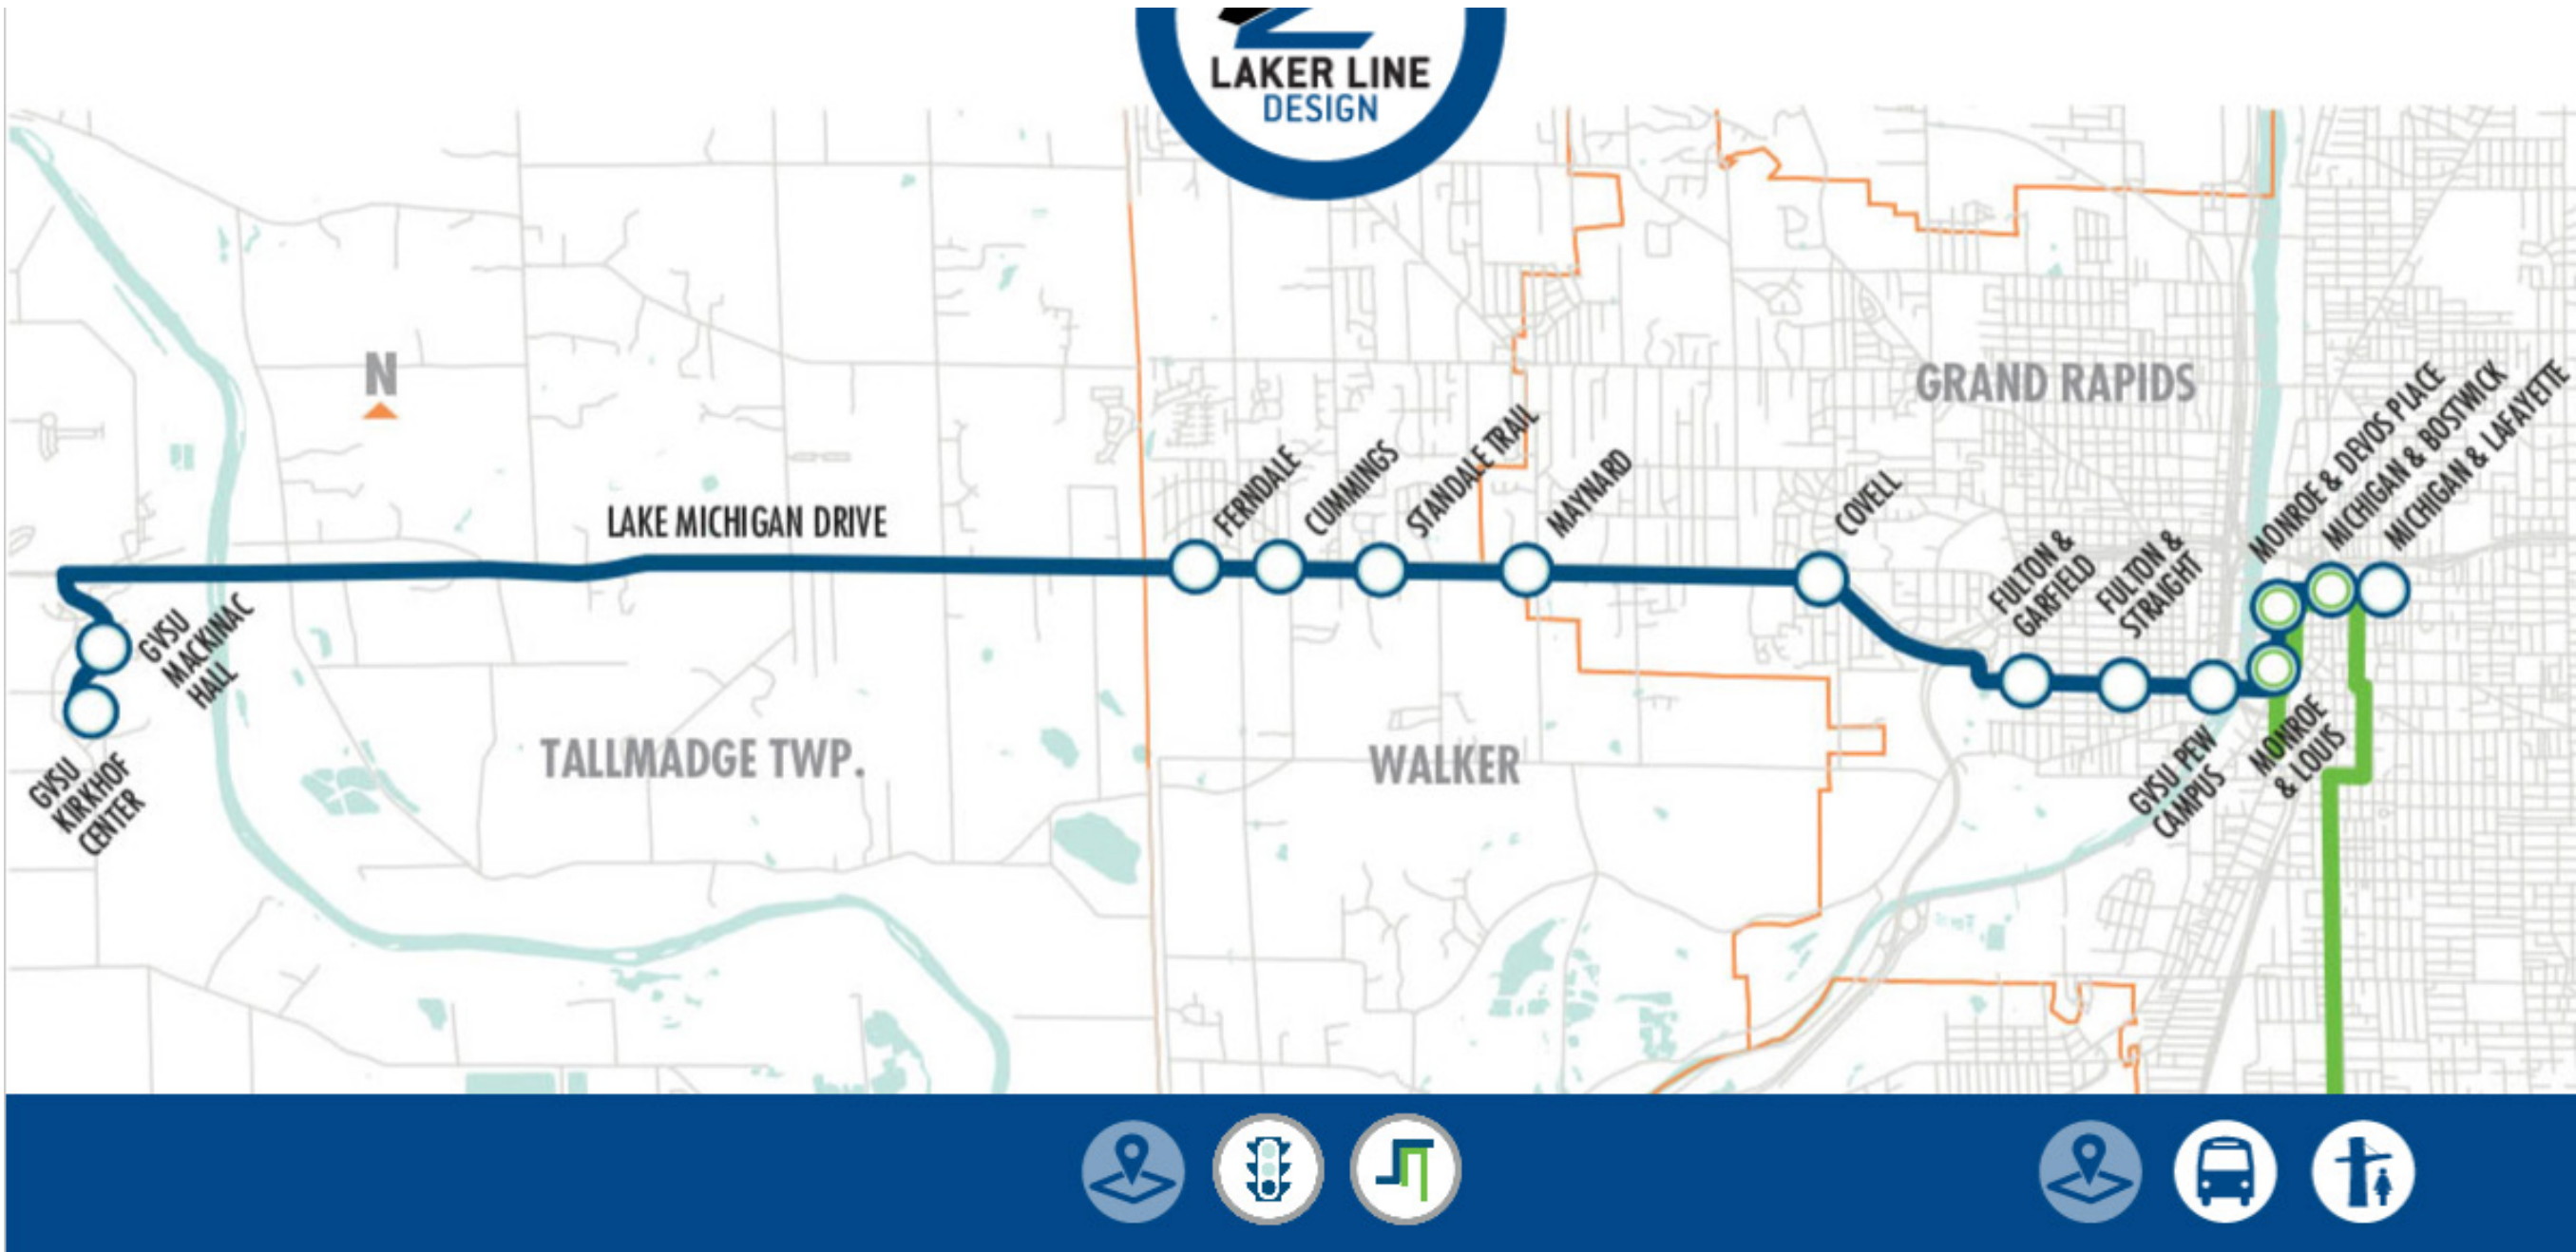 LAKER LINE
DESIGN
N
GRAND RAPIDS
LAKE MICHIGAN DRIVE
FERNDALE
CUMMINGS
STANDALE TRAIL
MAYNARD
COVELL
FULTON &
GARFIELD
FULTON &
STRAIGHT
MONROE & DEVOS PLACE
MICHIGAN & BOSTWICK
MICHIGAN & LAFAYETTE
GVSU
MACKINAC
HALL
GVSU
KIRKHOF
CENTER
TALLMADGE TWP.
WALKER
GVSU PEW
CAMPUS
MONROE
& LOUIS